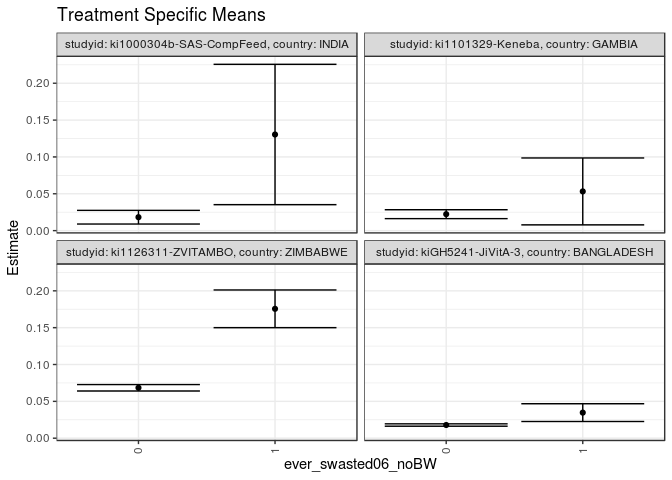 Treatment Specific Means
studyid: ki1000304b-SAS-CompFeed, country: INDIA
studyid: ki1101329-Keneba, country: GAMBIA
0.20
0.15
0.10
0.05
0.00
studyid: ki1126311-ZVITAMBO, country: ZIMBABWE
studyid: kiGH5241-JiVitA-3, country: BANGLADESH
0.20
0.15
0.10
0.05
0.00
Estimate
0
1
0
1
ever_swasted06_noBW